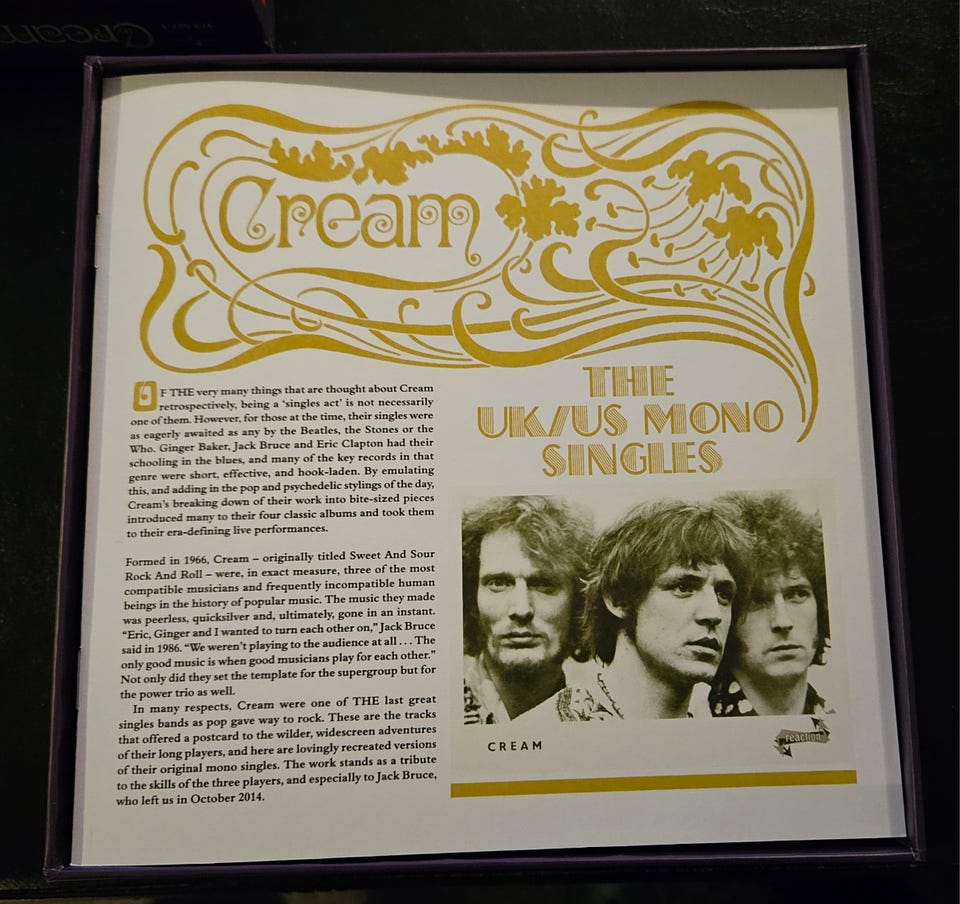 Cream
Cream
THE
UK/US MONO
SINGLES
OF THE very many things that are thought about Cream
retrospectively, being a ‘singles act’ is not necessarily
one of them. However, for those at the time, their singles were
as eagerly awaited as any by the Beatles, the Stones or the
Who. Ginger Baker, Jack Bruce and Eric Clapton had their
schooling in the blues, and many of the key records in that
genre were short, effective, and hook-laden. By emulating
this, and adding in the pop and psychedelic stylings of the day,
Cream’s breaking down of their work into bite-sized pieces
introduced many to their four classic albums and took them
to their era-defining live performances.
Formed in 1966, Cream – originally titled Sweet And Sour
Rock And Roll – were, in exact measure, three of the most
compatible musicians and frequently incompatible human
beings in the history of popular music. The music they made
was peerless, quicksilver and, ultimately, gone in an instant.
“Eric, Ginger and I wanted to turn each other on,” Jack Bruce
said in 1986. “We weren’t playing to the audience at all . . . The
only good music is when good musicians play for each other.”
Not only did they set the template for the supergroup but for
the power trio as well.
In many respects, Cream were one of THE last great
singles bands as pop gave way to rock. These are the tracks
that offered a postcard to the wilder, widescreen adventures
of their long players, and here are lovingly recreated versions
of their original mono singles. The work stands as a tribute
to the skills of the three players, and especially to Jack Bruce,
who left us in October 2014.
CREAM
reaction